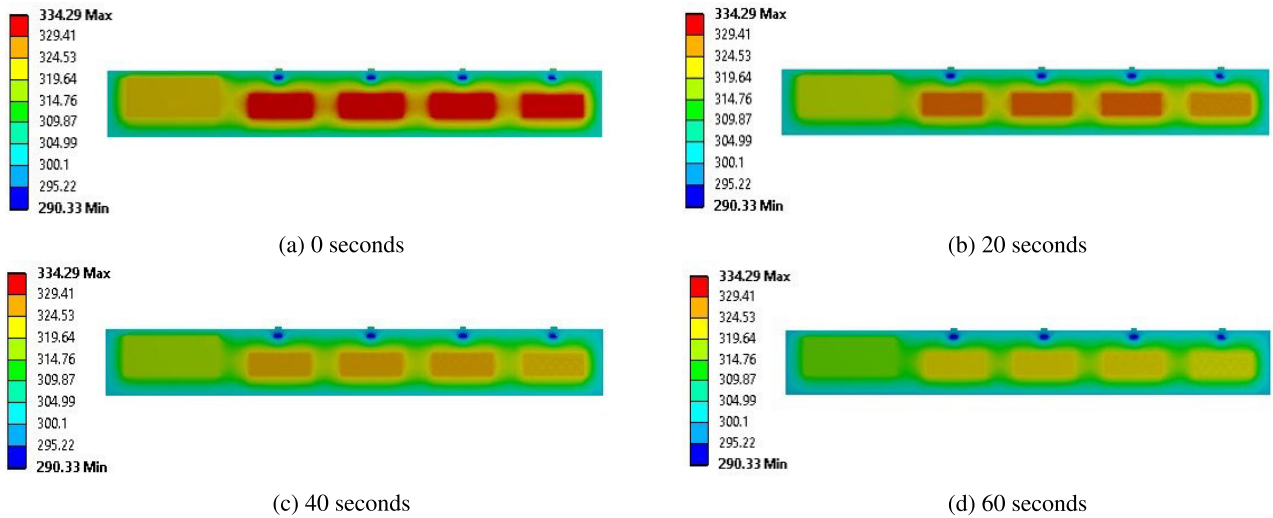 334.29 Max
329.41
324.53
319.64
314.76
309.87
304.99
300.1
295.22
290.33 Min
(a) 0 seconds
334.29 Max
329.41
324.53
319.64
314.76
309.87
304.99
300.1
295.22
290.33 Min
(b) 20 seconds
334.29 Max
329.41
324.53
319.64
314.76
309.87
304.99
300.1
295.22
290.33 Min
(c) 40 seconds
334.29 Max
329.41
324.53
319.64
314.76
309.87
304.99
300.1
295.22
290.33 Min
(d) 60 seconds